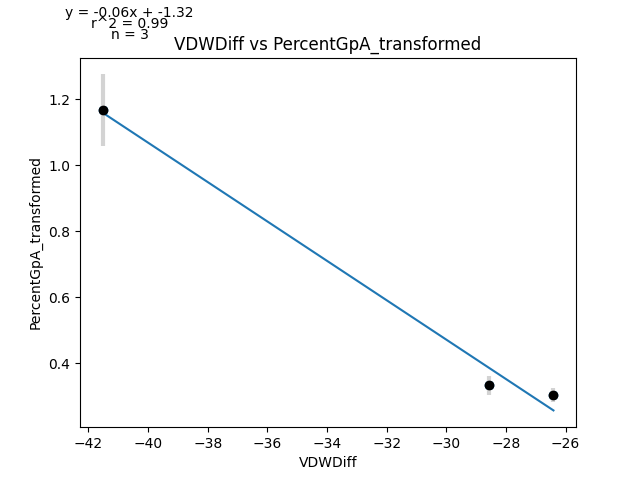 y = -0.06x + -1.32
r^2 = 0.99
n = 3
VDWDiff vs PercentGpA_transformed
PercentGpA_transformed
1.2
1.0
0.8
0.6
0.4
−42 −40 −38 −36 −34 −32 −30 −28 −26
VDWDiff